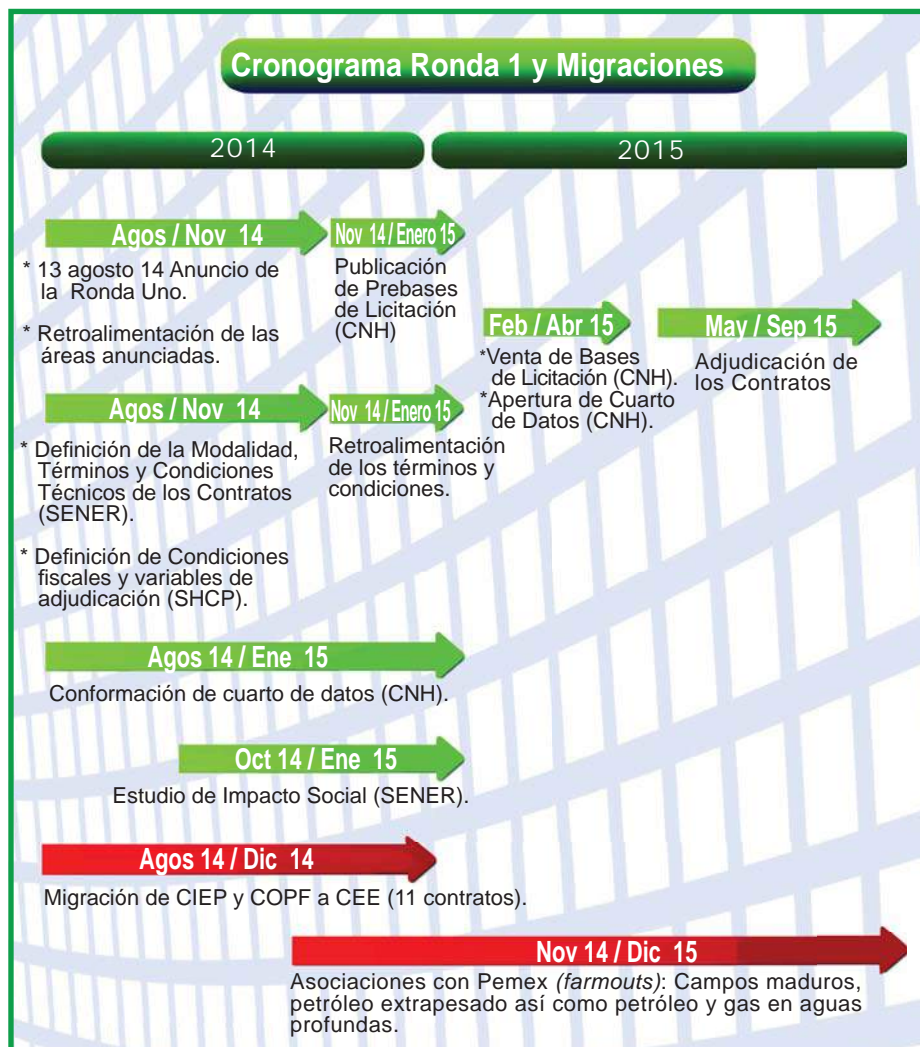 Cronograma Ronda 1 y Migraciones
2014
2015
Agos / Nov 14
* 13 agosto 14 Anuncio de
la Ronda Uno.
* Retroalimentación de las
áreas anunciadas.
Nov 14 / Enero 15
Publicación
de Prebases
de Licitación
(CNH)
Feb / Abr 15
*Venta de Bases
de Licitación (CNH).
*Apertura de Cuarto
de Datos (CNH).
May / Sep 15
Adjudicación de
los Contratos
Agos / Nov 14
* Definición de la Modalidad,
Términos y Condiciones
Técnicos de los Contratos
(SENER).
* Definición de Condiciones
fiscales y variables de
adjudicación (SHCP).
Nov 14 / Enero 15
Retroalimentación
de los términos y
condiciones.
Agos 14 / Ene 15
Conformación de cuarto de datos (CNH).
Oct 14 / Ene 15
Estudio de Impacto Social (SENER).
Agos 14 / Dic 14
Migración de CIEP y COPF a CEE (11 contratos).
Nov 14 / Dic 15
Asociaciones con Pemex (farmouts): Campos maduros,
petróleo extrapesado así como petróleo y gas en aguas
profundas.